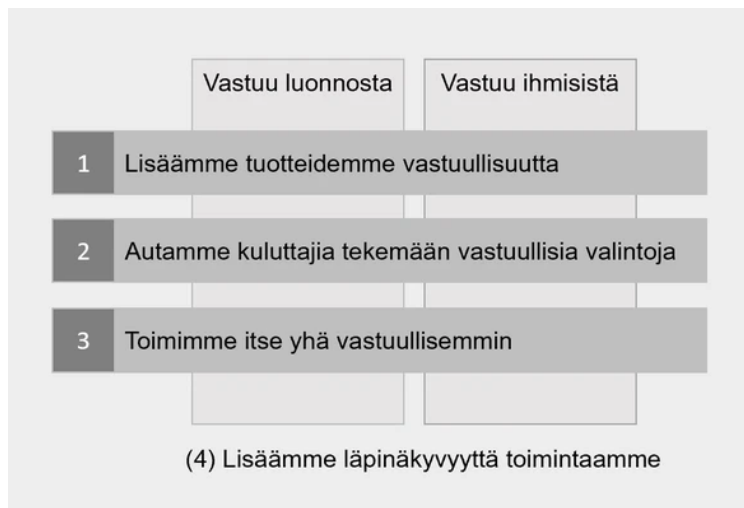 Vastuu luonnosta
Vastuu ihmisistä
1 Lisäämme tuotteidemme vastuullisuutta
2 Autamme kuluttajia tekemään vastuullisia valintoja
3 Toimimme itse yhä vastuullisemmin
(4) Lisäämme läpinäkyvyyttä toimintaamme